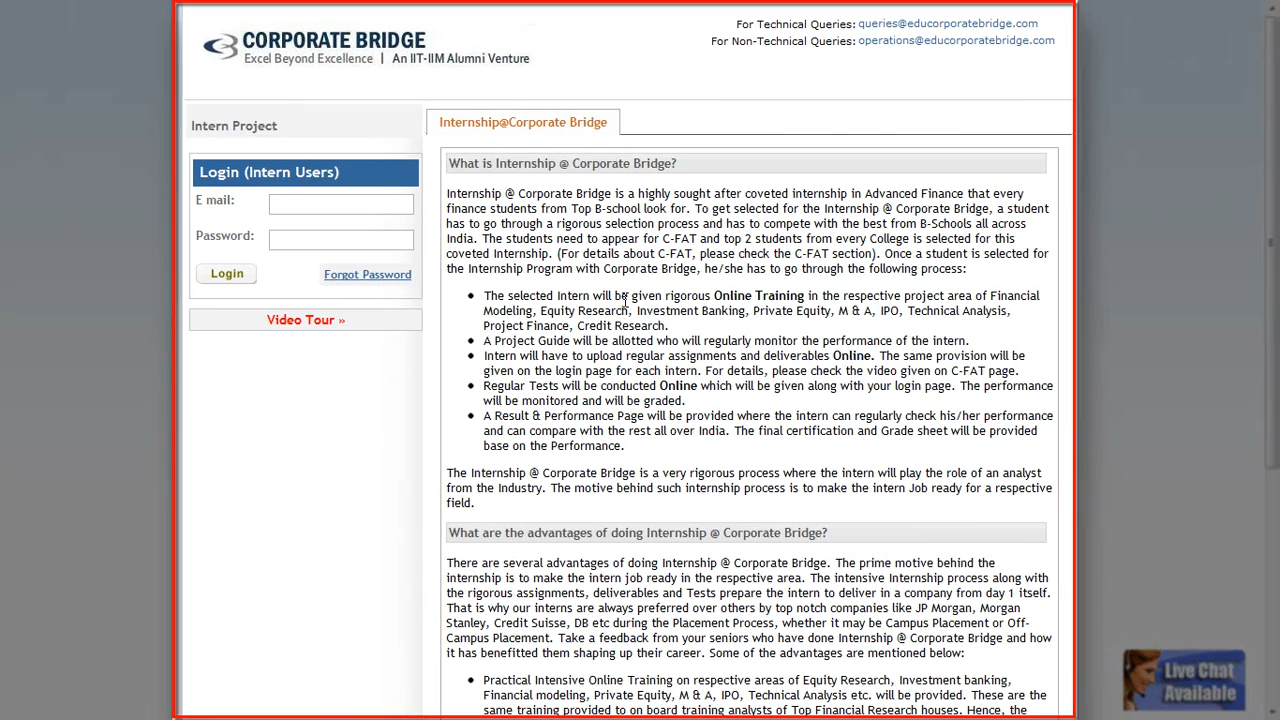 CORPORATE BRIDGE
Excel Beyond Excellence | An IIT-IIM Alumni Venture
For Technical Queries: queries@educorporatebridge.com
For Non-Technical Queries: operations@educorporatebridge.com
Intern Project
Login (Intern Users)
E mail:
Password:
Login
Forgot Password
Video Tour »
Internship@Corporate Bridge
What is Internship @ Corporate Bridge?
Internship @ Corporate Bridge is a highly sought after coveted internship in Advanced Finance that every
finance students from Top B-school look for. To get selected for the Internship @ Corporate Bridge, a student
has to go through a rigorous selection process and has to compete with the best from B-Schools all across
India. The students need to appear for C-FAT and top 2 students from every College is selected for this
coveted Internship. (For details about C-FAT, please check the C-FAT section). Once a student is selected for
the Internship Program with Corporate Bridge, he/she has to go through the following process:
• The selected Intern will be given rigorous Online Training in the respective project area of Financial
Modeling, Equity Research, Investment Banking, Private Equity, M & A, IPO, Technical Analysis,
Project Finance, Credit Research.
• A Project Guide will be allotted who will regularly monitor the performance of the intern.
• Intern will have to upload regular assignments and deliverables Online. The same provision will be
given on the login page for each intern. For details, please check the video given on C-FAT page.
• Regular Tests will be conducted Online which will be given along with your login page. The performance
will be monitored and will be graded.
• A Result & Performance Page will be provided where the intern can regularly check his/her performance
and can compare with the rest all over India. The final certification and Grade sheet will be provided
base on the Performance.
The Internship @ Corporate Bridge is a very rigorous process where the intern will play the role of an analyst
from the Industry. The motive behind such internship process is to make the intern Job ready for a respective
field.
What are the advantages of doing Internship @ Corporate Bridge?
There are several advantages of doing Internship @ Corporate Bridge. The prime motive behind the
internship is to make the intern job ready in the respective area. The intensive Internship process along with
the rigorous assignments, deliverables and Tests prepare the intern to deliver in a company from day 1 itself.
That is why our interns are always preferred over others by top notch companies like JP Morgan, Morgan
Stanley, Credit Suisse, DB etc during the Placement Process, whether it may be Campus Placement or Off-
Campus Placement. Take a feedback from your seniors who have done Internship @ Corporate Bridge and how
it has benefitted them shaping up their career. Some of the advantages are mentioned below:
• Practical Intensive Online Training on respective areas of Equity Research, Investment banking,
Financial modeling, Private Equity, M & A, IPO, Technical Analysis etc. will be provided. These are the
same training provided to on board training analysts of Top Financial Research houses. Hence, the
Live Chat
Available